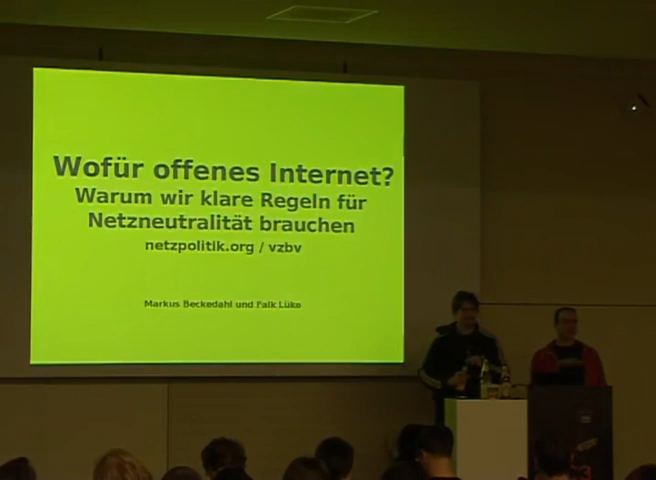 Wofür offenes Internet?
Warum wir klare Regeln für
Netzneutralität brauchen
netzpolitik.org / vzbv
Markus Beckedahl und Falk Lüke